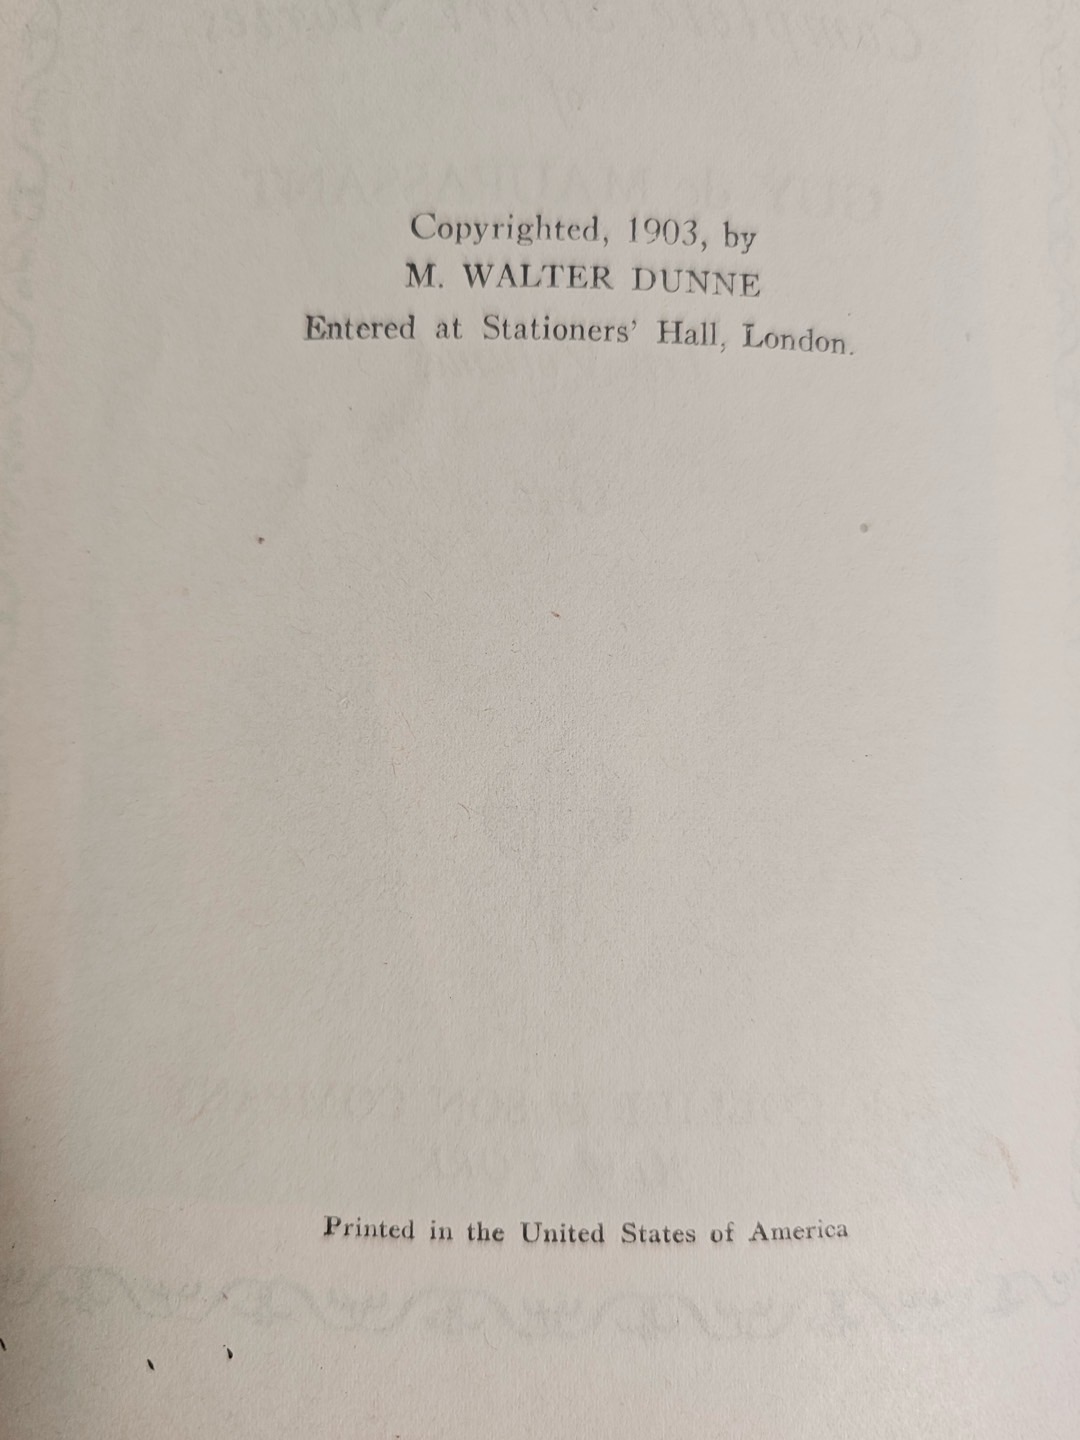 Copyrighted, 1903, by
M. WALTER DUNNE
Entered at Stationers' Hall, London.
Printed in the United States of America